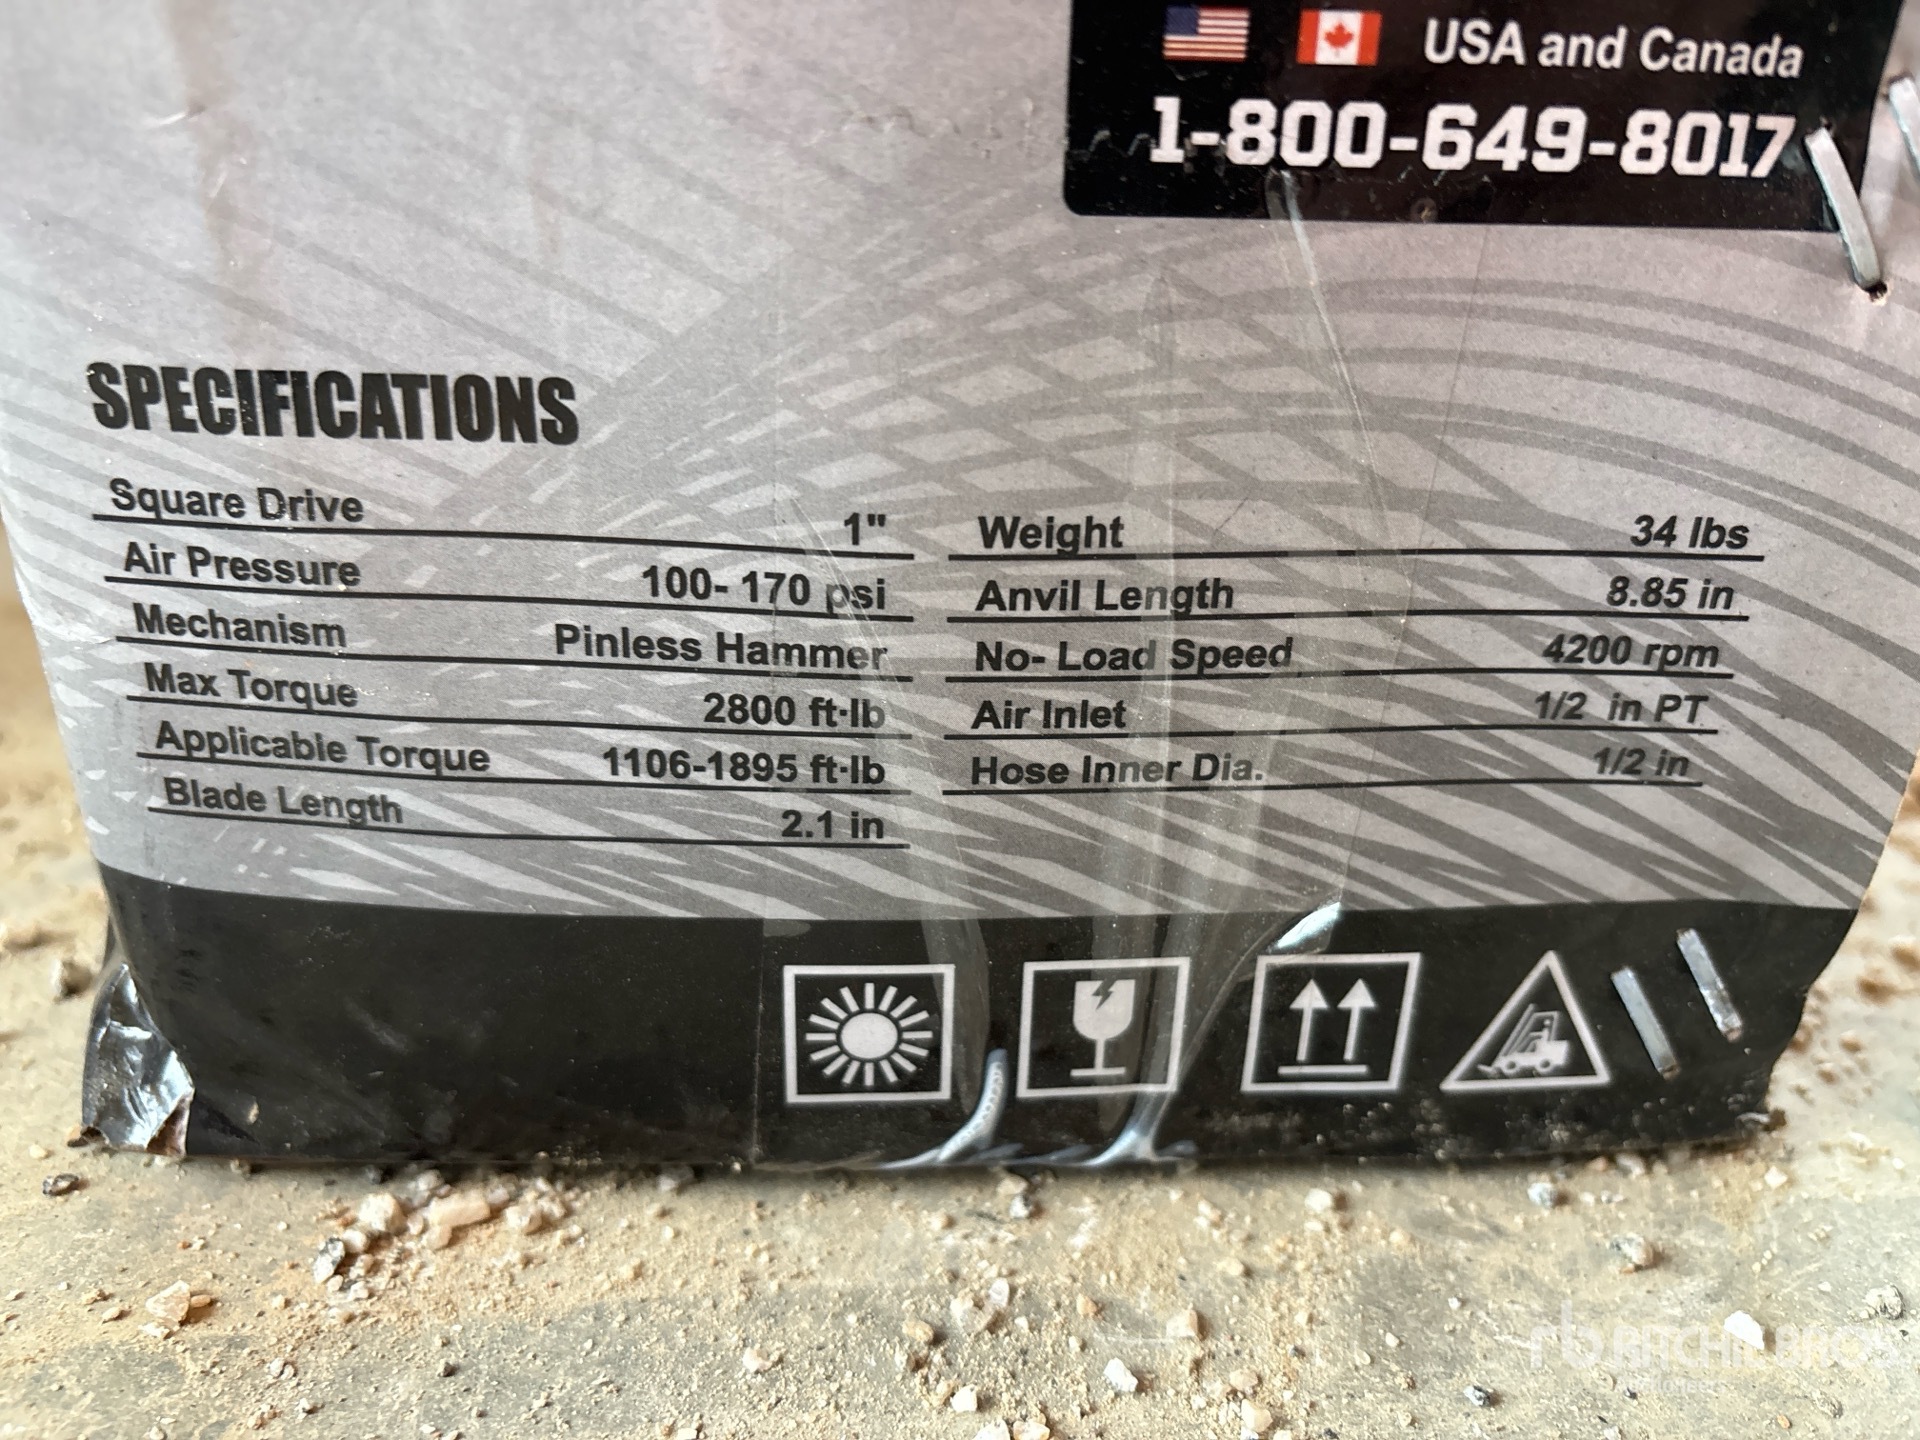 USA and Canada
1-800-649-8017
SPECIFICATIONS
Square Drive 1"
Air Pressure 100- 170 psi
Mechanism Pinless Hammer
Max Torque 2800 ft·lb
Applicable Torque 1106-1895 ft·lb
Blade Length 2.1 in
Weight 34 lbs
Anvil Length 8.85 in
No- Load Speed 4200 rpm
Air Inlet 1/2 in PT
Hose Inner Dia. 1/2 in
rb RITCHIE BROS